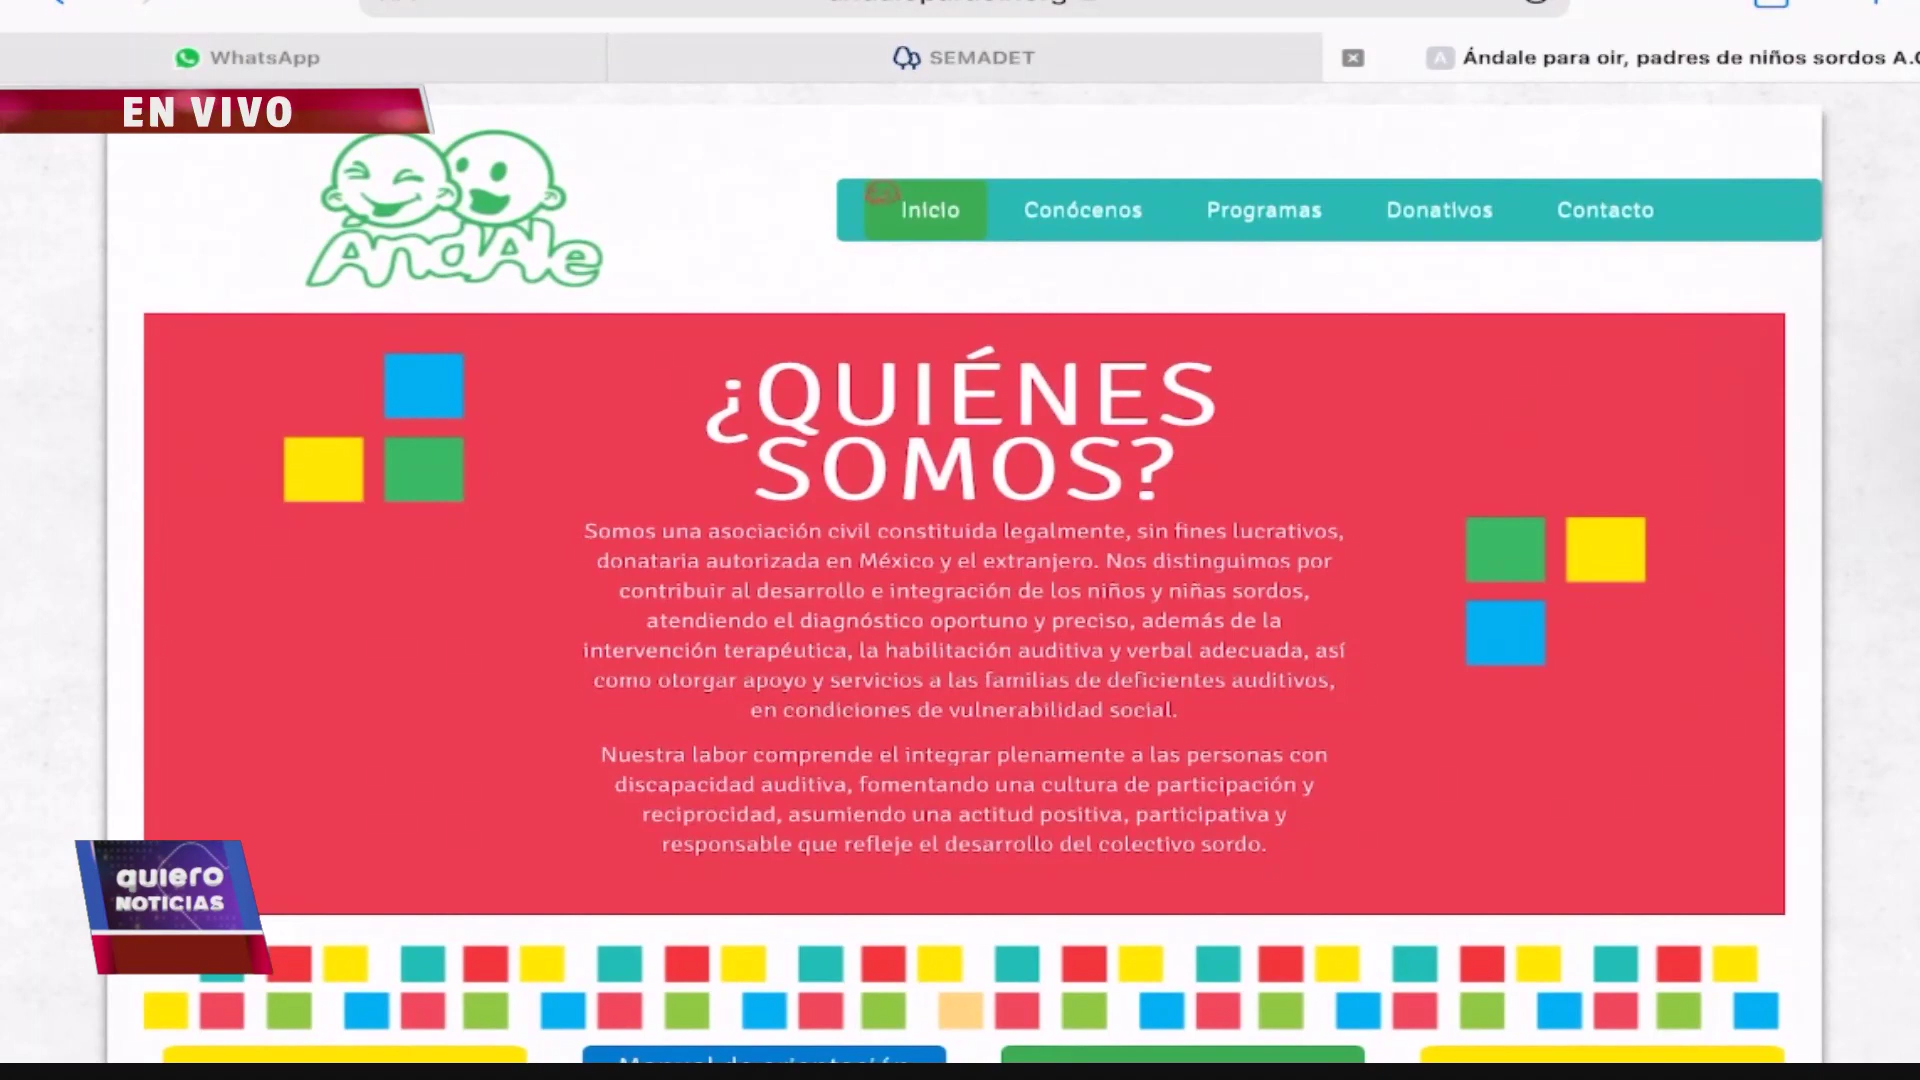 WhatsApp
SEMADET
Ándale para oir, padres de niños sordos A.
EN VIVO
AndAle
Inicio
Conócenos
Programas
Donativos
Contacto
¿QUIÉNES
SOMOS?
Somos una asociación civil constituida legalmente, sin fines lucrativos,
donataria autorizada en México y el extranjero. Nos distinguimos por
contribuir al desarrollo e integración de los niños y niñas sordos,
atendiendo el diagnóstico oportuno y preciso, además de la
intervención terapéutica, la habilitación auditiva y verbal adecuada, así
como otorgar apoyo y servicios a las familias de deficientes auditivos,
en condiciones de vulnerabilidad social.
Nuestra labor comprende el integrar plenamente a las personas con
discapacidad auditiva, fomentando una cultura de participación y
reciprocidad, asumiendo una actitud positiva, participativa y
responsable que refleje el desarrollo del colectivo sordo.
quiero
NOTICIAS
Manual de orientación